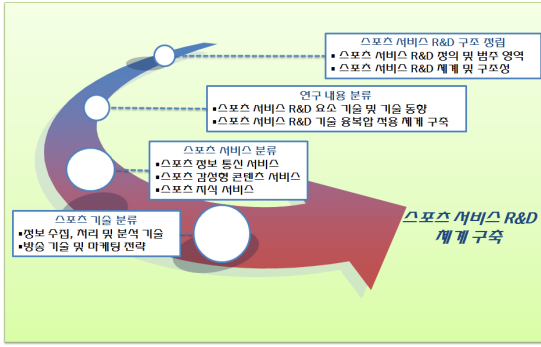 스포츠 서비스 R&D 구조 정립
▪ 스포츠 서비스 R&D 정의 및 범주 영역
▪ 스포츠 서비스 R&D 체계 및 구조성
연구 내용 분류
▪스포츠 서비스 R&D 요소 기술 및 기술 동향
▪스포츠 서비스 R&D 기술 융복합 적용 체계 구축
스포츠 서비스 분류
▪스포츠 정보 통신 서비스
▪스포츠 감성형 콘텐츠 서비스
▪스포츠 지식 서비스
스포츠 기술 분류
▪정보 수집, 처리 및 분석 기술
▪방송 기술 및 마케팅 전략
스포츠 서비스 R&D
체계 구축